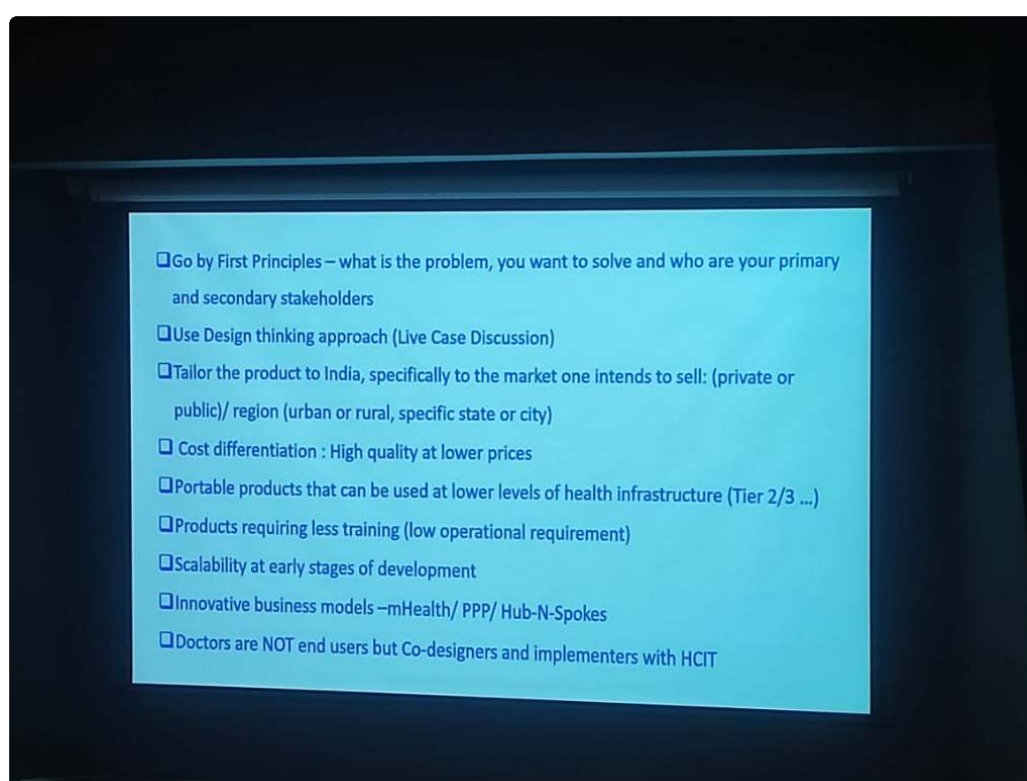 ❑Go by First Principles – what is the problem, you want to solve and who are your primary
and secondary stakeholders
❑Use Design thinking approach (Live Case Discussion)
❑Tailor the product to India, specifically to the market one intends to sell: (private or
public)/ region (urban or rural, specific state or city)
❑ Cost differentiation : High quality at lower prices
❑Portable products that can be used at lower levels of health infrastructure (Tier 2/3 ...)
❑Products requiring less training (low operational requirement)
❑Scalability at early stages of development
❑Innovative business models –mHealth/ PPP/ Hub-N-Spokes
❑Doctors are NOT end users but Co-designers and implementers with HCIT